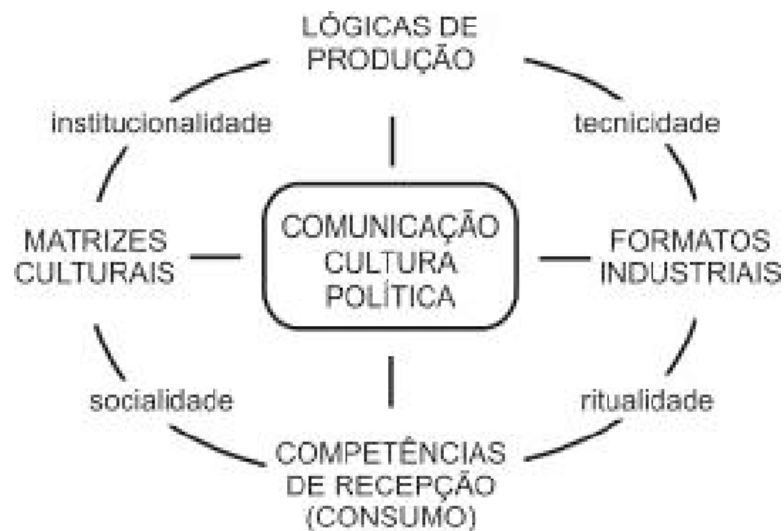 LÓGICAS DE
PRODUÇÃO
institucionalidade
tecnicidade
MATRIZES
CULTURAIS
COMUNICAÇÃO
CULTURA
POLÍTICA
FORMATOS
INDUSTRIAIS
socialidade
ritualidade
COMPETÊNCIAS
DE RECEPÇÃO
(CONSUMO)